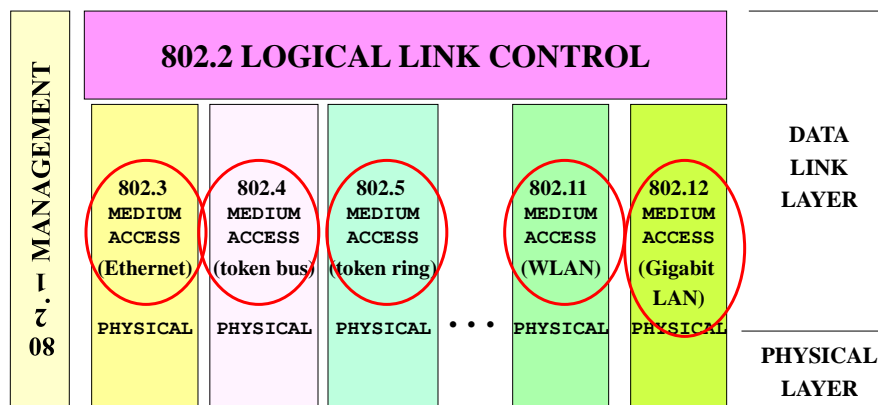 802.1 MANAGEMENT
802.2 LOGICAL LINK CONTROL
802.3
MEDIUM
ACCESS
(Ethernet)
PHYSICAL
802.4
MEDIUM
ACCESS
(token bus)
PHYSICAL
802.5
MEDIUM
ACCESS
(token ring)
PHYSICAL
...
802.11
MEDIUM
ACCESS
(WLAN)
PHYSICAL
802.12
MEDIUM
ACCESS
(Gigabit
LAN)
PHYSICAL
DATA
LINK
LAYER
PHYSICAL
LAYER